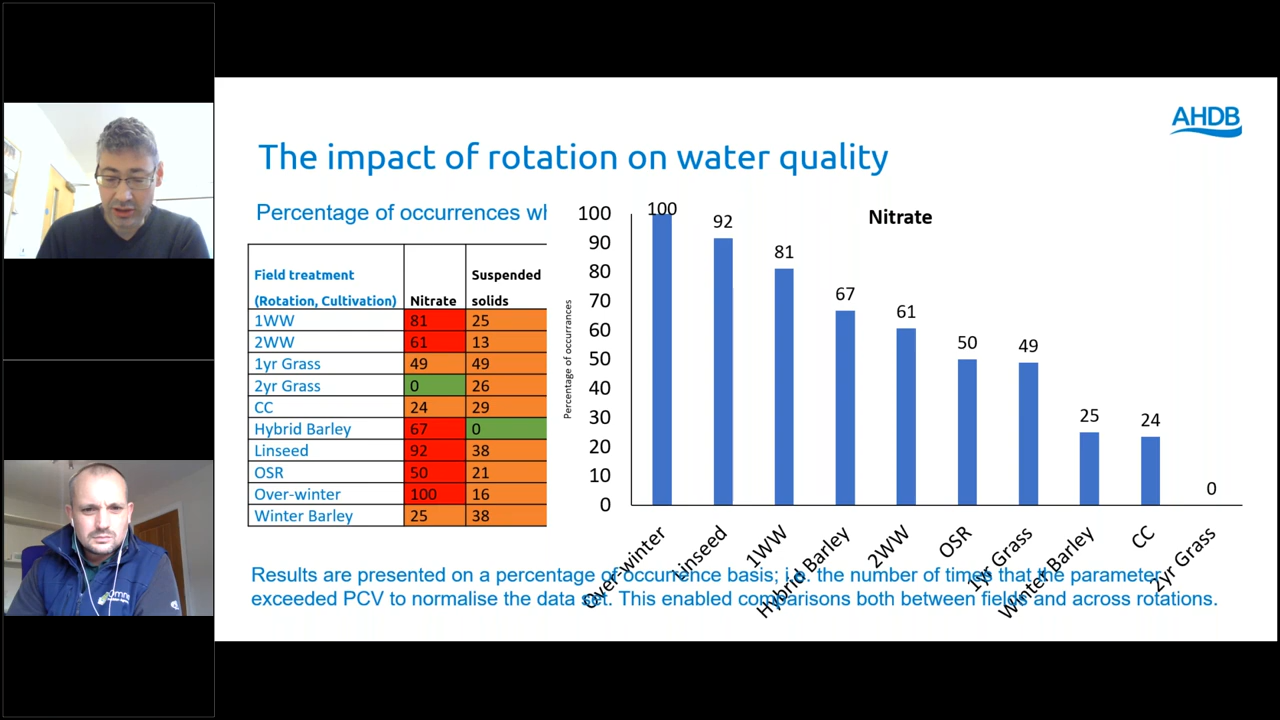 AHDB
The impact of rotation on water quality
Percentage of occurrences wh
Field treatment
(Rotation, Cultivation) Nitrate Suspended solids
1WW 81 25
2WW 61 13
1yr Grass 49 49
2yr Grass 0 26
CC 24 29
Hybrid Barley 67 0
Linseed 92 38
OSR 50 21
Over-winter 100 16
Winter Barley 25 38
Nitrate
Percentage of occurrances
100
90
80
70
60
50
40
30
20
10
0
100 92 81 67 61 50 49 25 24 0
Over-winter Linseed 1WW Hybrid Barley 2WW OSR 1yr Grass Winter Barley CC 2yr Grass
Results are presented on a percentage of occurrence basis; i.e. the number of times that the parameter
exceeded PCV to normalise the data set. This enabled comparisons both between fields and across rotations.